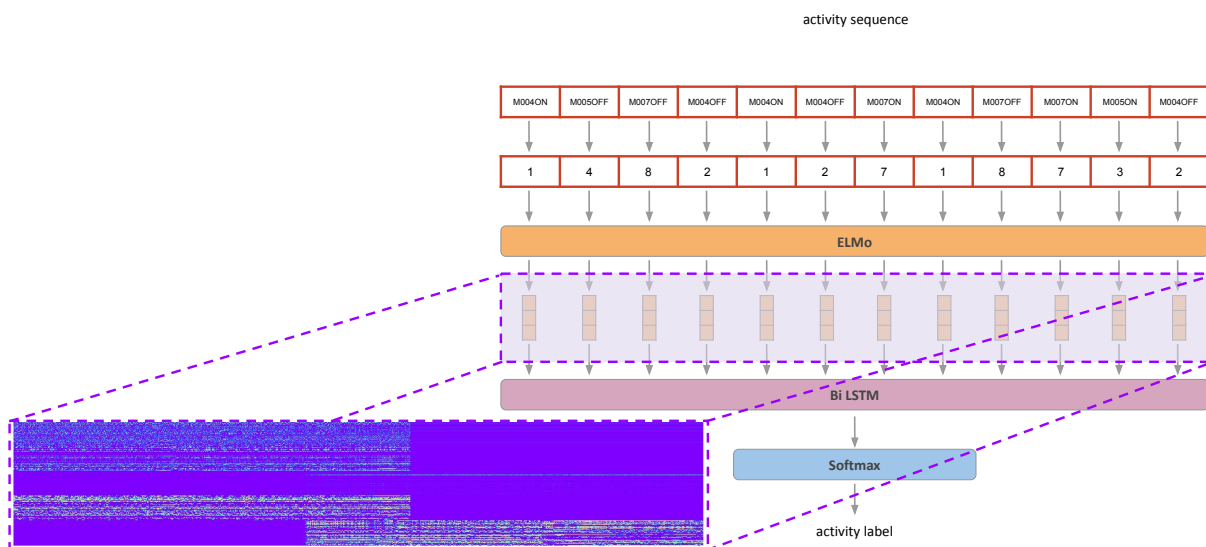 activity sequence
M004ON M005OFF M007OFF M004OFF M004ON M004OFF M007ON M004ON M007OFF M007ON M005ON M004OFF
1 4 8 2 1 2 7 1 8 7 3 2
ELMo
Bi LSTM
Softmax
activity label